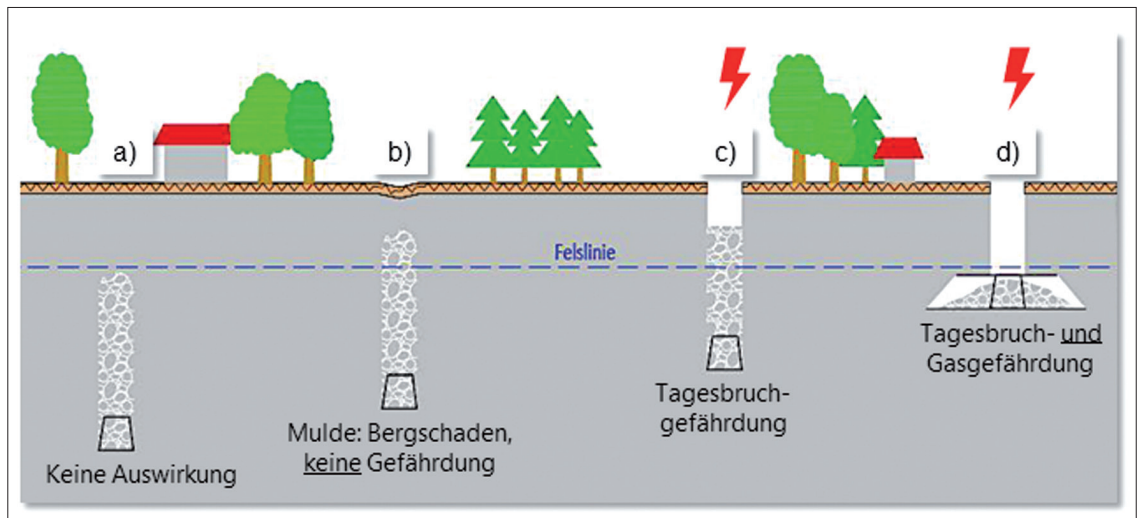 a)
b)
c)
d)
Felslinie
Keine Auswirkung
Mulde: Bergschaden,
keine Gefährdung
Tagesbruch-
gefährdung
Tagesbruch- und
Gasgefährdung